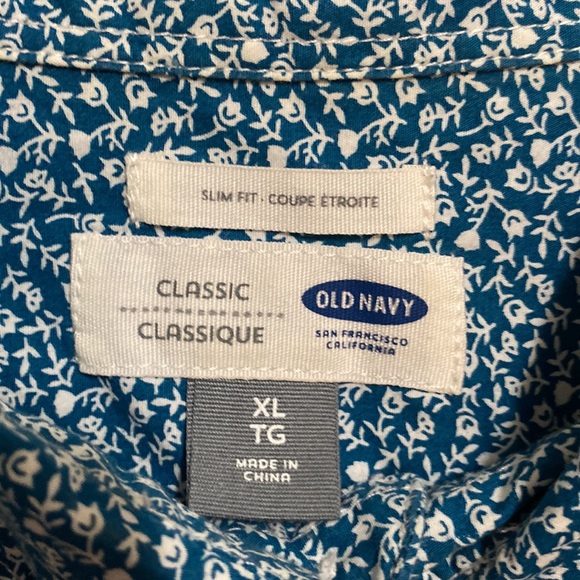 SLIM FIT · COUPE ÉTROITE
CLASSIC
CLASSIQUE
OLD NAVY
SAN FRANCISCO
CALIFORNIA
XL
TG
MADE IN
CHINA